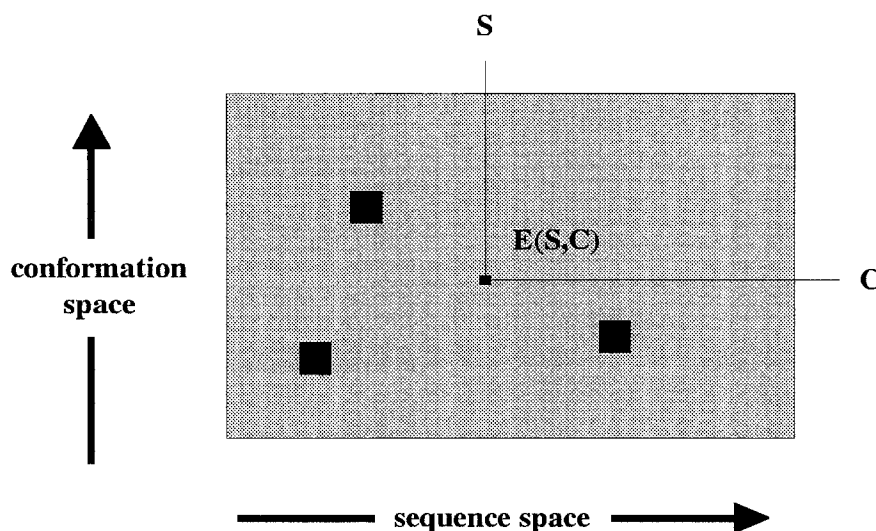 S
E(S,C)
conformation
space
C
sequence space